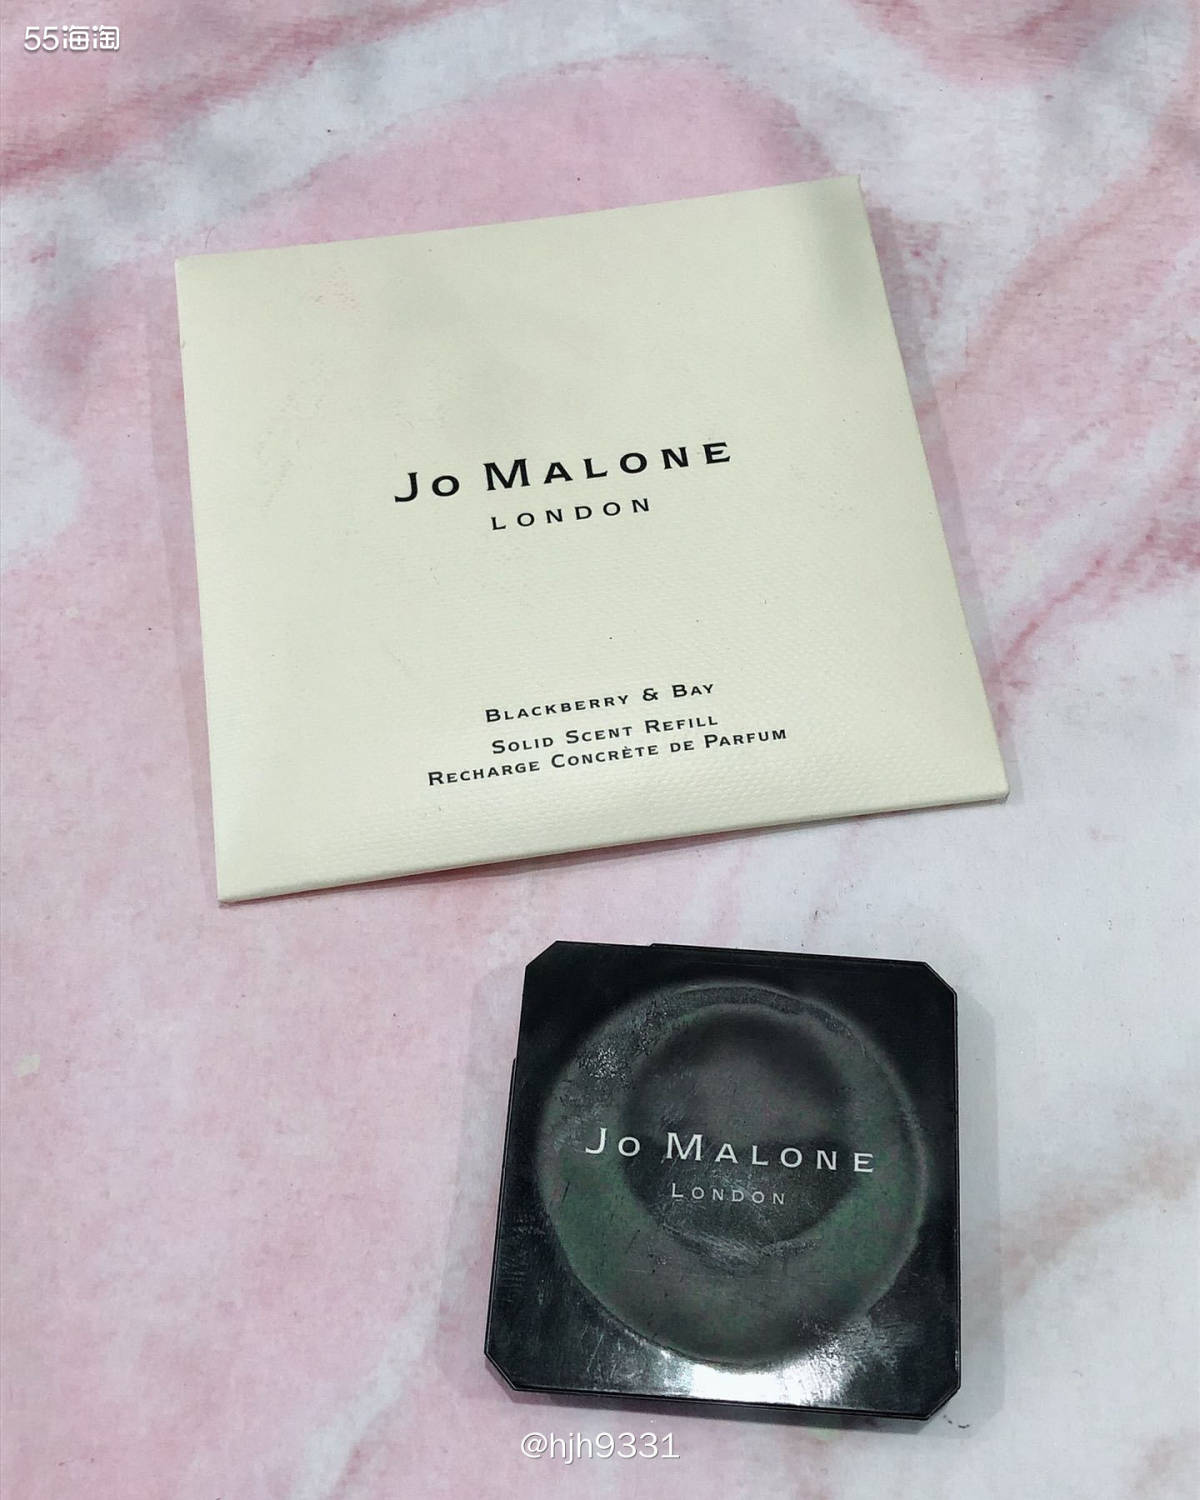 55海淘
Jo Malone
London
Blackberry & Bay
Solid Scent Refill
Recharge Concrète de Parfum
Jo Malone
London
@hjh9331